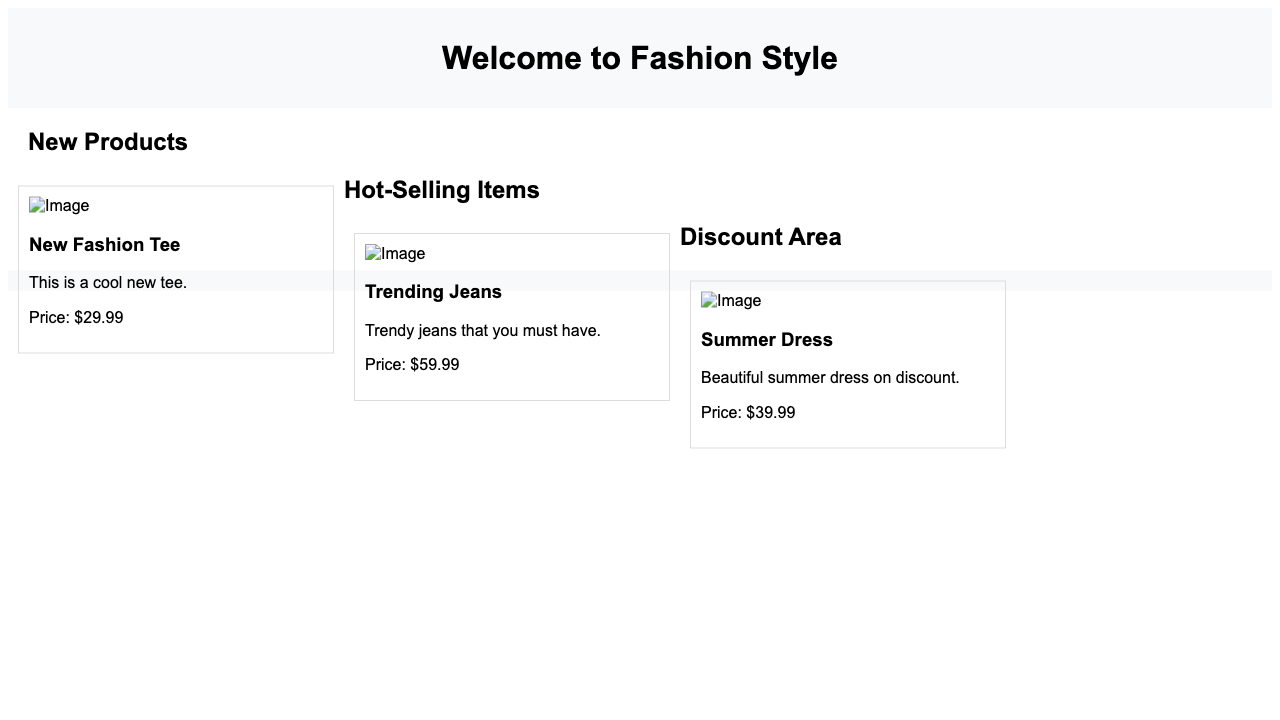 Welcome to Fashion Style
New Products
Image
New Fashion Tee
This is a cool new tee.
Price: $29.99
Hot-Selling Items
Image
Trending Jeans
Trendy jeans that you must have.
Price: $59.99
Discount Area
Image
Summer Dress
Beautiful summer dress on discount.
Price: $39.99